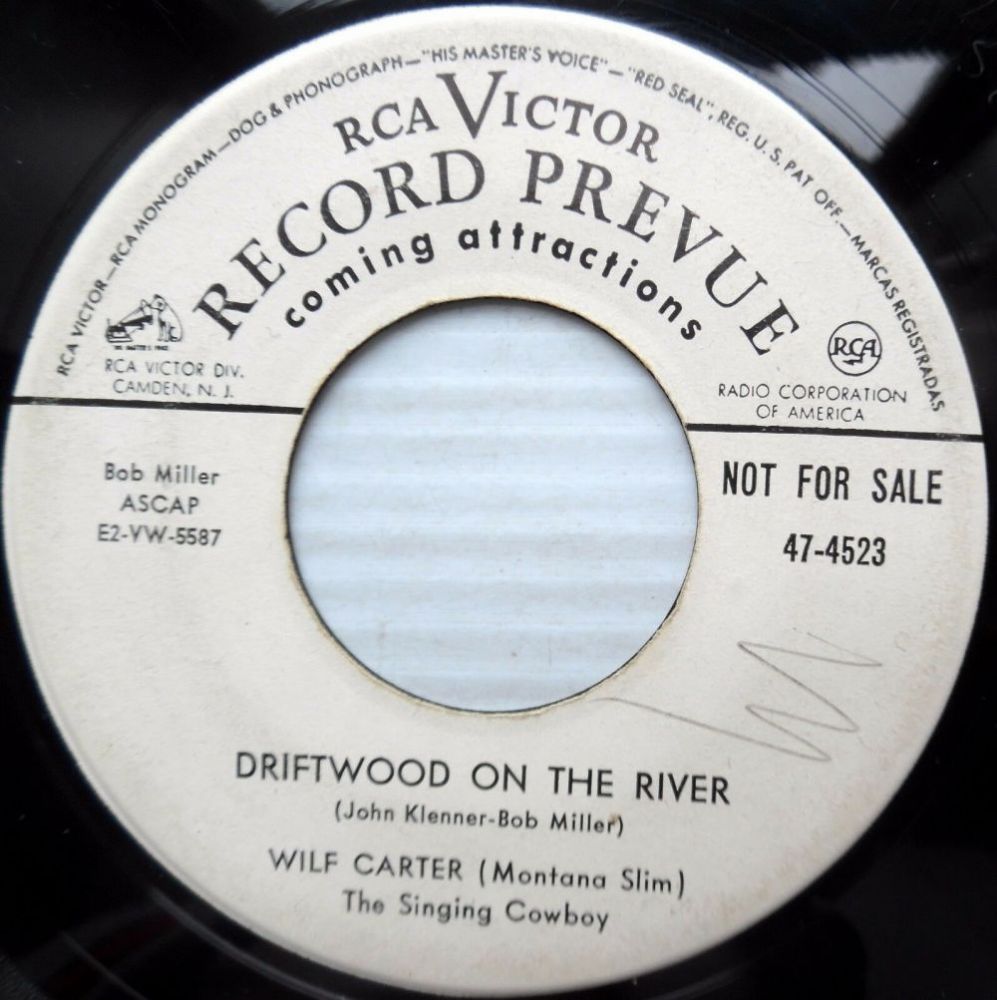 RCA VICTOR—RCA MONOGRAM—DOG & PHONOGRAPH—"HIS MASTER'S VOICE"—"RED SEAL", REG. U. S. PAT OFF.—MARCAS REGISTRADAS
RCA VICTOR
RECORD PREVUE
coming attractions
RCA VICTOR DIV.
CAMDEN, N. J.
RCA
RADIO CORPORATION
OF AMERICA
Bob Miller
ASCAP
E2-VW-5587
NOT FOR SALE
47-4523
DRIFTWOOD ON THE RIVER
(John Klenner-Bob Miller)
WILF CARTER (Montana Slim)
The Singing Cowboy